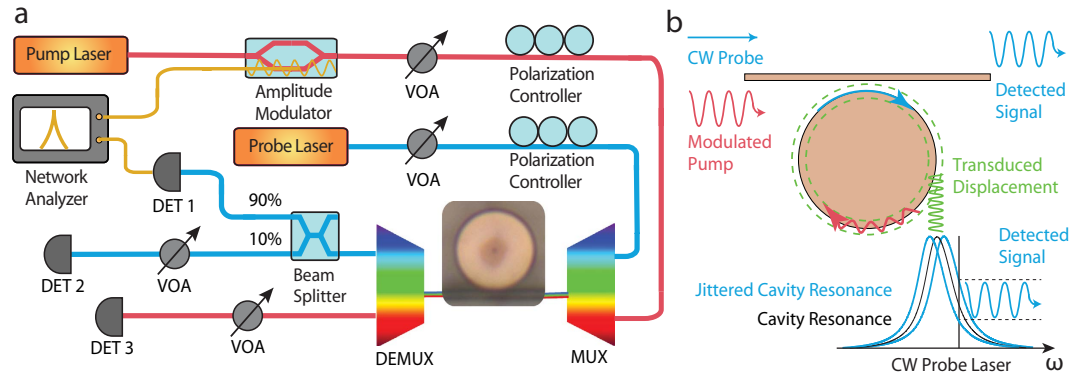 a
Pump Laser
Amplitude
Modulator
VOA
Polarization
Controller
Network
Analyzer
Probe Laser
VOA
Polarization
Controller
DET 1
90%
10%
Beam
Splitter
DET 2
VOA
DET 3
VOA
DEMUX
MUX
b
CW Probe
Detected
Signal
Modulated
Pump
Transduced
Displacement
Detected
Signal
Jittered Cavity Resonance
Cavity Resonance
CW Probe Laser
ω